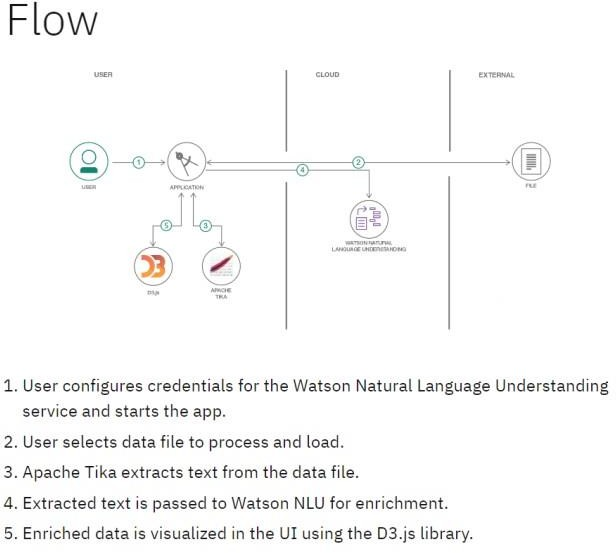 Flow
USER
CLOUD
EXTERNAL
1
2
4
USER
APPLICATION
FILE
5
3
WATSON NATURAL
LANGUAGE UNDERSTANDING
D3
D3.js
APACHE
TIKA
1. User configures credentials for the Watson Natural Language Understanding
service and starts the app.
2. User selects data file to process and load.
3. Apache Tika extracts text from the data file.
4. Extracted text is passed to Watson NLU for enrichment.
5. Enriched data is visualized in the UI using the D3.js library.